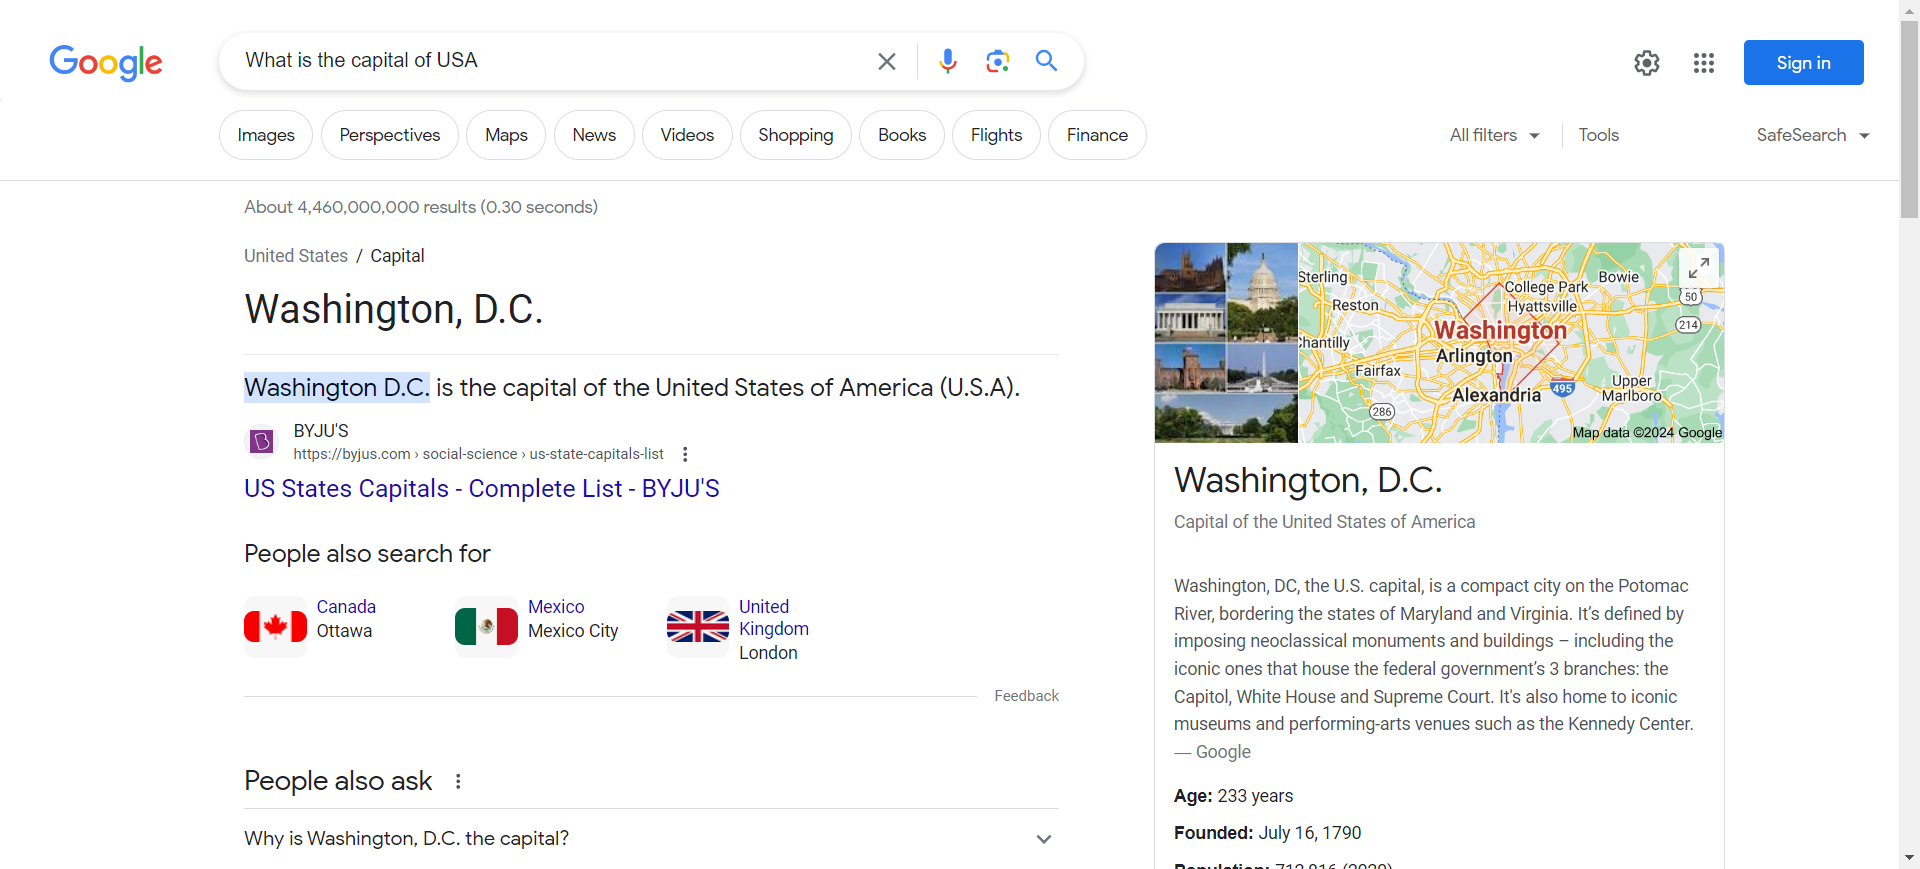 Google
What is the capital of USA
Sign in
Images
Perspectives
Maps
News
Videos
Shopping
Books
Flights
Finance
All filters
Tools
SafeSearch
About 4,460,000,000 results (0.30 seconds)
United States / Capital
Washington, D.C.
Washington D.C. is the capital of the United States of America (U.S.A).
BYJU'S
https://byjus.com › social-science › us-state-capitals-list
US States Capitals - Complete List - BYJU'S
People also search for
Canada
Ottawa
Mexico
Mexico City
United
Kingdom
London
Feedback
People also ask
Why is Washington, D.C. the capital?
Sterling
Bowie
College Park
Reston
Hyattsville
50
214
Washington
Chantilly
Arlington
Fairfax
495
Upper
Marlboro
Alexandria
286
Map data ©2024 Google
Washington, D.C.
Capital of the United States of America
Washington, DC, the U.S. capital, is a compact city on the Potomac
River, bordering the states of Maryland and Virginia. It’s defined by
imposing neoclassical monuments and buildings – including the
iconic ones that house the federal government’s 3 branches: the
Capitol, White House and Supreme Court. It's also home to iconic
museums and performing-arts venues such as the Kennedy Center.
— Google
Age: 233 years
Founded: July 16, 1790